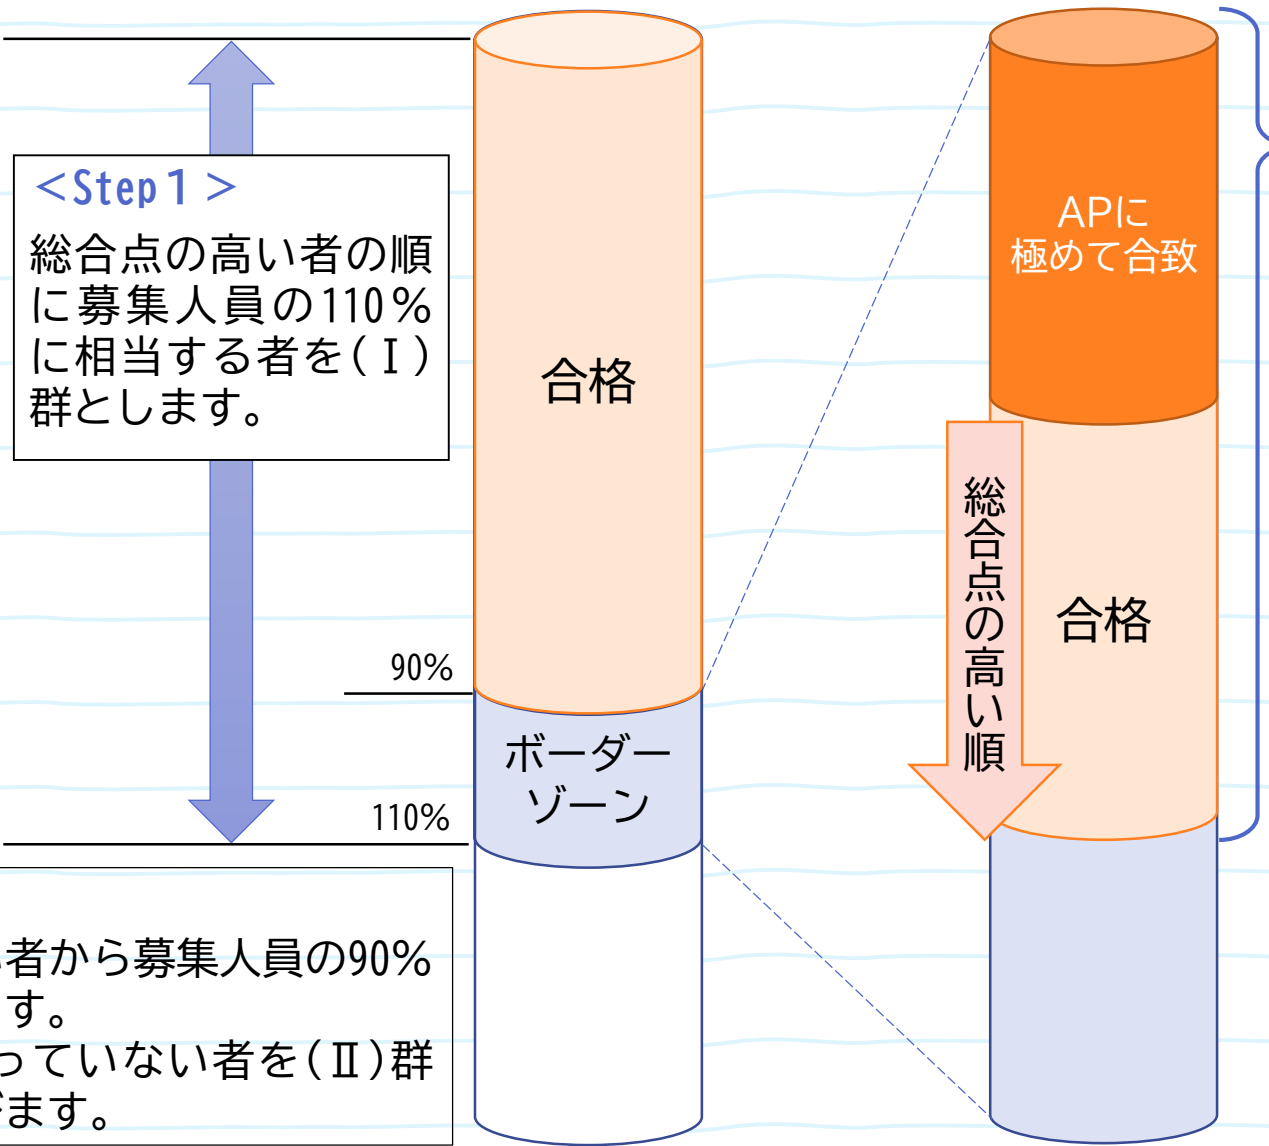 <Step1>
総合点の高い者の順
に募集人員の110%
に相当する者を(Ⅰ)
群とします。
合格
90%
ボーダー
ゾーン
110%
者から募集人員の90%
す。
っていない者を(Ⅱ)群
ます。
APに
極めて合致
総合点の高い順
合格